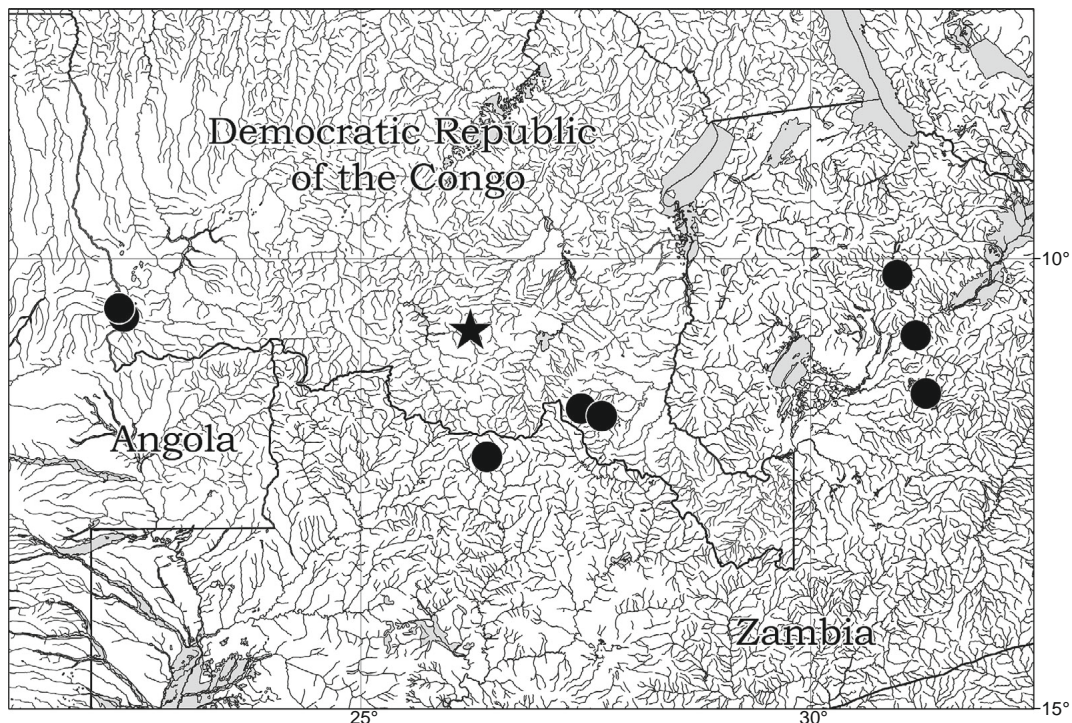 Democratic Republic
of the Congo
10°
Angola
Zambia
25°
30°
15°